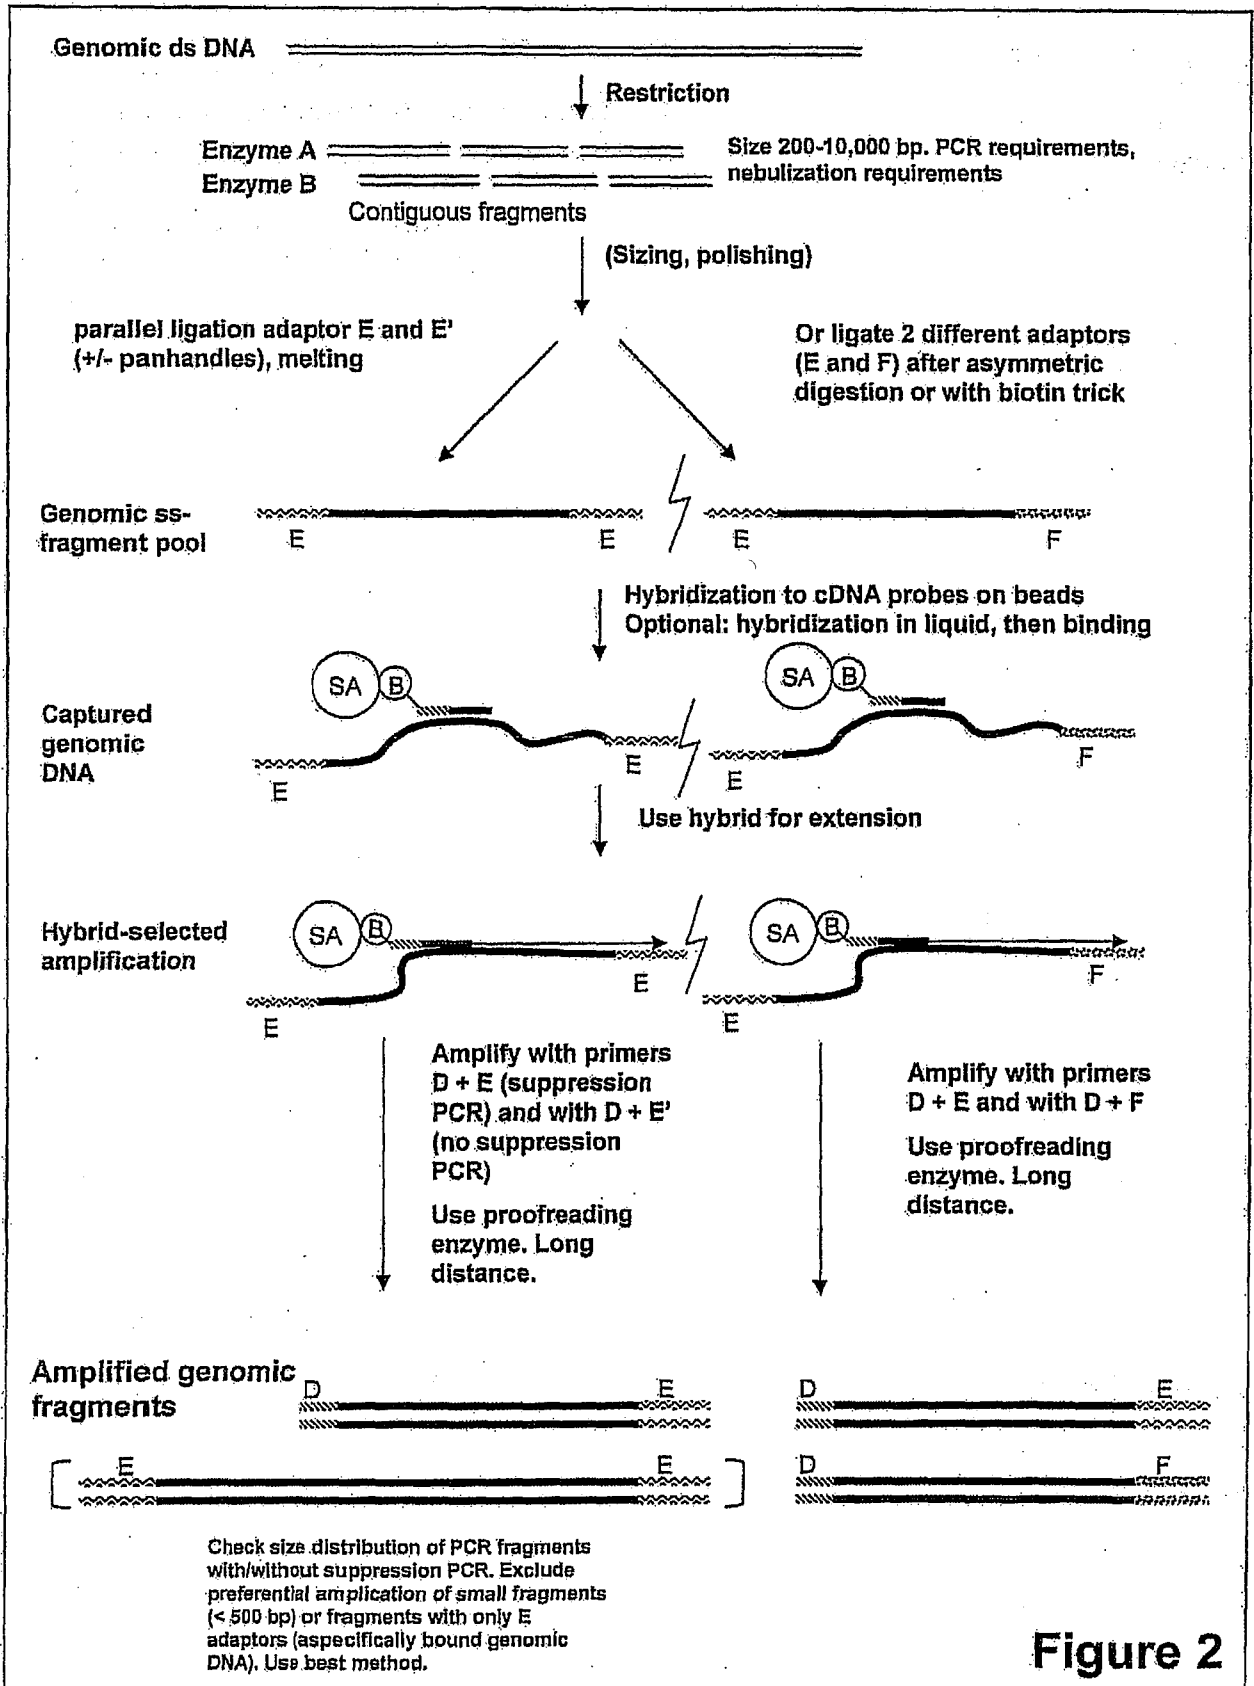 Genomic ds DNA
Restriction
Enzyme A
Enzyme B
Size 200-10,000 bp. PCR requirements,
nebulization requirements
Contiguous fragments
(Sizing, polishing)
parallel ligation adaptor E and E'
(+/- panhandles), melting
Or ligate 2 different adaptors
(E and F) after asymmetric
digestion or with biotin trick
Genomic ss-
fragment pool
E
E
E
F
Hybridization to cDNA probes on beads
Optional: hybridization in liquid, then binding
SA
B
SA
B
Captured
genomic
DNA
E
E
E
F
Use hybrid for extension
Hybrid-selected
amplification
SA
B
SA
B
E
E
E
F
Amplify with primers
D + E (suppression
PCR) and with D + E'
(no suppression
PCR)
Use proofreading
enzyme. Long
distance.
Amplify with primers
D + E and with D + F
Use proofreading
enzyme. Long
distance.
Amplified genomic
fragments
D
E
D
E
E
E
D
F
Check size distribution of PCR fragments
with/without suppression PCR. Exclude
preferential amplication of small fragments
(< 500 bp) or fragments with only E
adaptors (aspecifically bound genomic
DNA). Use best method.
Figure 2